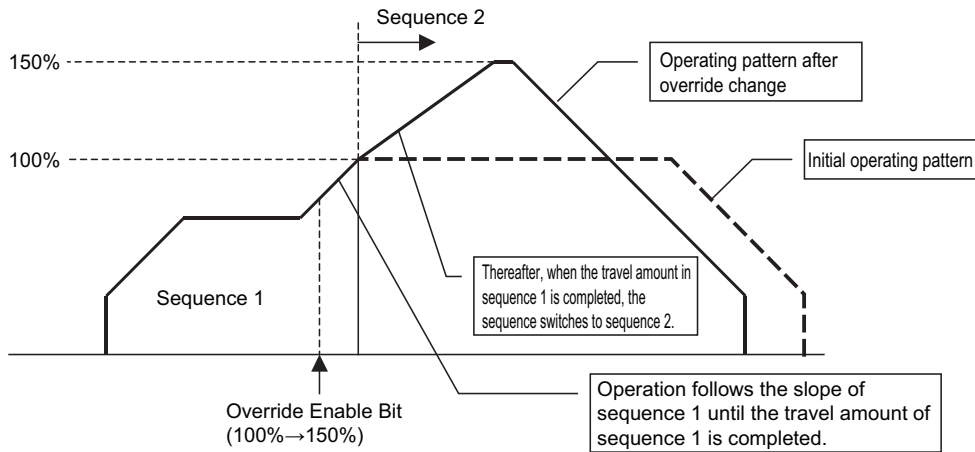 Sequence 2
150%
Operating pattern after
override change
100%
Initial operating pattern
Thereafter, when the travel amount in
sequence 1 is completed, the
sequence switches to sequence 2.
Sequence 1
Override Enable Bit
(100%→150%)
Operation follows the slope of
sequence 1 until the travel amount of
sequence 1 is completed.